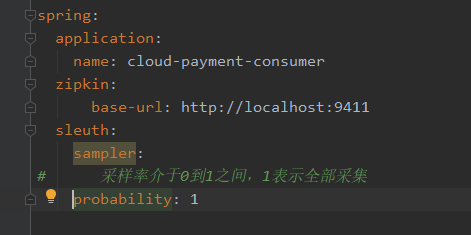 spring:
application:
name: cloud-payment-consumer
zipkin:
base-url: http://localhost:9411
sleuth:
sampler:
# 采样率介于0到1之间，1表示全部采集
probability: 1